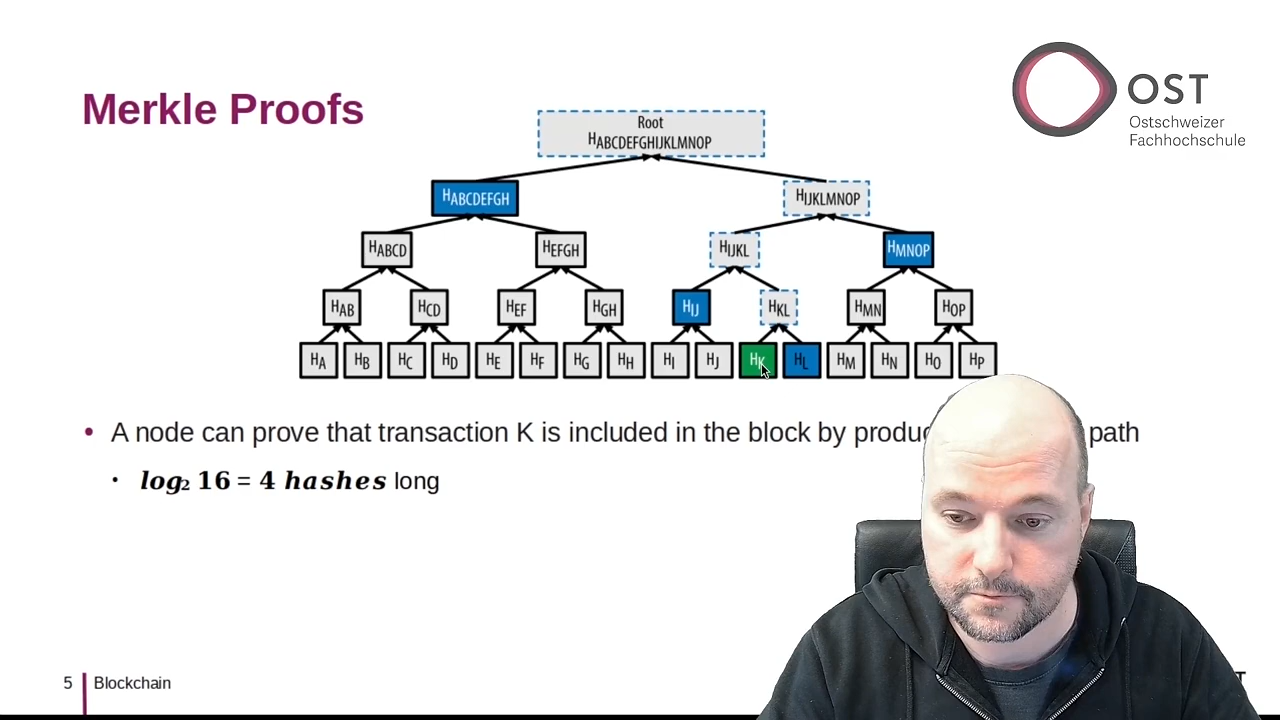 Merkle Proofs
OST
Ostschweizer
Fachhochschule
Root
HABCDEFGHIJKLMNOP
HABCDEFGH
HIJKLMNOP
HABCD
HEFGH
HIJKL
HMNOP
HAB
HCD
HEF
HGH
HIJ
HKL
HMN
HOP
HA
HB
HC
HD
HE
HF
HG
HH
HI
HJ
HK
HL
HM
HN
HO
HP
• A node can prove that transaction K is included in the block by path
• log₂ 16 = 4 hashes long
5
Blockchain